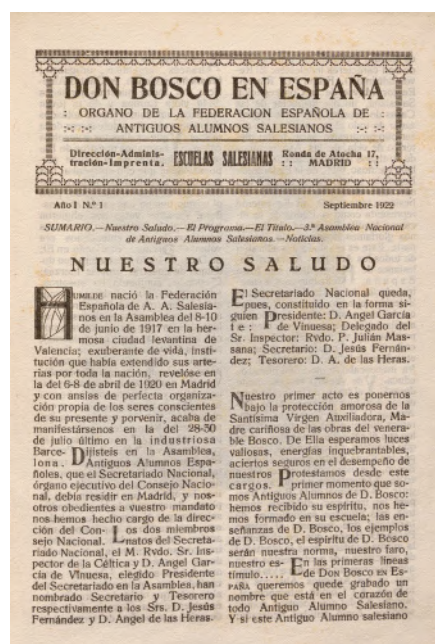 DON BOSCO EN ESPAÑA
: ORGANO DE LA FEDERACION ESPAÑOLA DE :
:-: :-: ANTIGUOS ALUMNOS SALESIANOS :-: :-:
Dirección-Adminis-
tración-Imprenta,
ESCUELAS SALESIANAS
Ronda de Atocha 17,
: : MADRID : :
Año I N.º 1 Septiembre 1922
SUMARIO.—Nuestro Saludo.—El Programa.—El Título.—3.ª Asamblea Nacional
de Antiguos Alumnos Salesianos.—Noticias.
NUESTRO SALUDO
HUMILDE nació la Federación
Española de A. A. Salesia-
nos en la Asamblea del 8-10
de junio de 1917 en la her-
mosa ciudad levantina de
Valencia; exuberante de vida, insti-
tución que había extendido sus arte-
rias por toda la nación, revelóse en
la del 6-8 de abril de 1920 en Madrid
y con ansias de perfecta organiza-
ción propia de los seres conscientes
de su presente y porvenir, acaba de
manifestársenos en la del 28-30
de julio último en la industriosa
Barce- Dijisteis en la Asamblea,
lona. Antiguos Alumnos Espa-
ñoles, que el Secretariado Nacional,
órgano ejecutivo del Consejo Nacio-
nal, debía residir en Madrid, y nos-
otros obedientes a vuestro mandato
nos hemos hecho cargo de la direc-
ción del Con- Los dos miembros
sejo Nacional. natos del Secreta-
riado Nacional, el M. Rvdo. Sr. Ins-
pector de la Céltica y D. Angel Gar-
cía de Vinuesa, elegido Presidente
del Secretariado en la Asamblea, han
nombrado Secretario y Tesorero
respectivamente a los Srs. D. Jesús
Fernández y D. Angel de las Heras.
El Secretariado Nacional queda,
pues, constituido en la forma si-
guien Presidente: D. Angel García
te : de Vinuesa; Delegado del
Sr. Inspector: Rvdo. P. Julián Mas-
sana; Secretario: D. Jesús Fernán-
dez; Tesorero: D. A. de las Heras.
Nuestro primer acto es ponernos
bajo la protección amorosa de la
Santísima Virgen Auxiliadora, Ma-
dre cariñosa de las obras del venera-
ble Bosco. De Ella esperamos luces
valiosas, energías inquebrantables,
aciertos seguros en el desempeño de
nuestros Protestamos desde este
cargos. primer momento que so-
mos Antiguos Alumnos de D. Bosco:
hemos recibido su espíritu, nos he-
mos formado en su escuela; las en-
señanzas de D. Bosco, los ejemplos
de D. Bosco, el espíritu de D. Bosco
serán nuestra norma, nuestro faro,
nuestro es- En las primeras líneas
tímulo..... de DON BOSCO EN ES-
PAÑA queremos quede grabado un
nombre que está en el corazón de
todo Antiguo Alumno Salesiano.
Y si este Antiguo Alumno salesiano